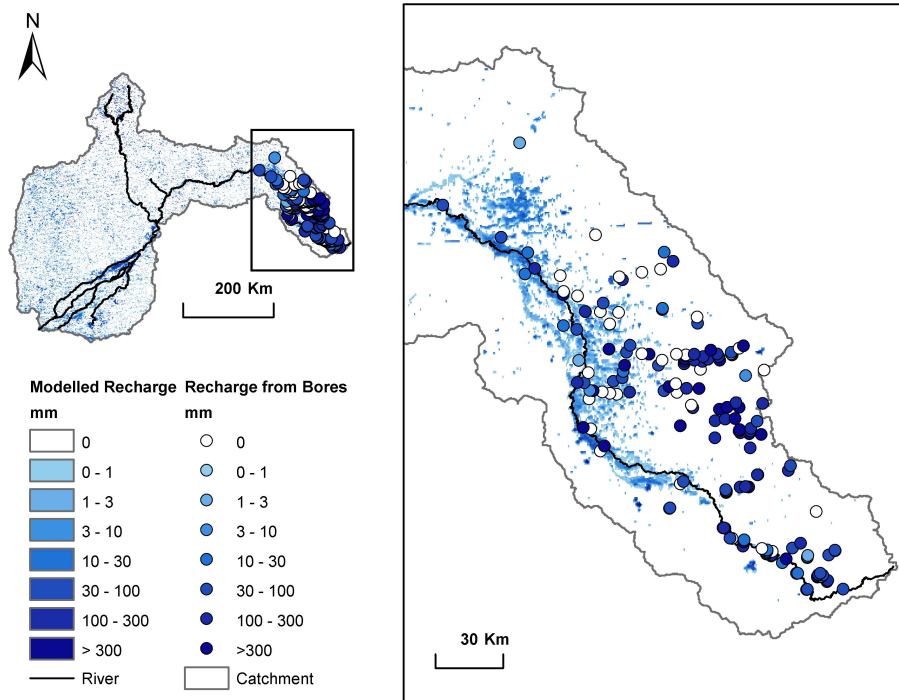 N
200 Km
Modelled Recharge
mm
0
0 - 1
1 - 3
3 - 10
10 - 30
30 - 100
100 - 300
> 300
River
Recharge from Bores
mm
0
0 - 1
1 - 3
3 - 10
10 - 30
30 - 100
100 - 300
>300
Catchment
30 Km